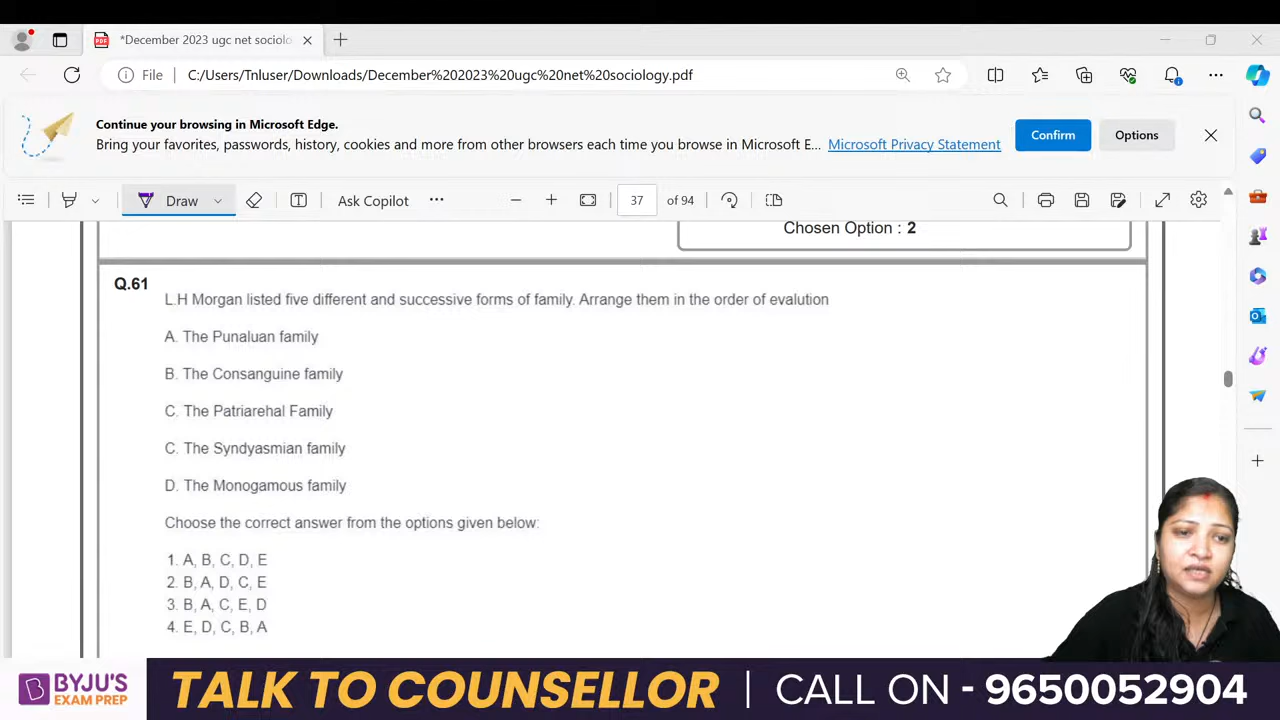 *December 2023 ugc net sociolo
File
C:/Users/Tnluser/Downloads/December%202023%20ugc%20net%20sociology.pdf
Continue your browsing in Microsoft Edge.
Bring your favorites, passwords, history, cookies and more from other browsers each time you browse in Microsoft E... Microsoft Privacy Statement
Confirm
Options
Draw
Ask Copilot
37 of 94
Chosen Option : 2
Q.61
L.H Morgan listed five different and successive forms of family. Arrange them in the order of evalution
A. The Punaluan family
B. The Consanguine family
C. The Patriarehal Family
C. The Syndyasmian family
D. The Monogamous family
Choose the correct answer from the options given below:
1. A, B, C, D, E
2. B, A, D, C, E
3. B, A, C, E, D
4. E, D, C, B, A
BYJU'S
EXAM PREP
TALK TO COUNSELLOR | CALL ON - 9650052904